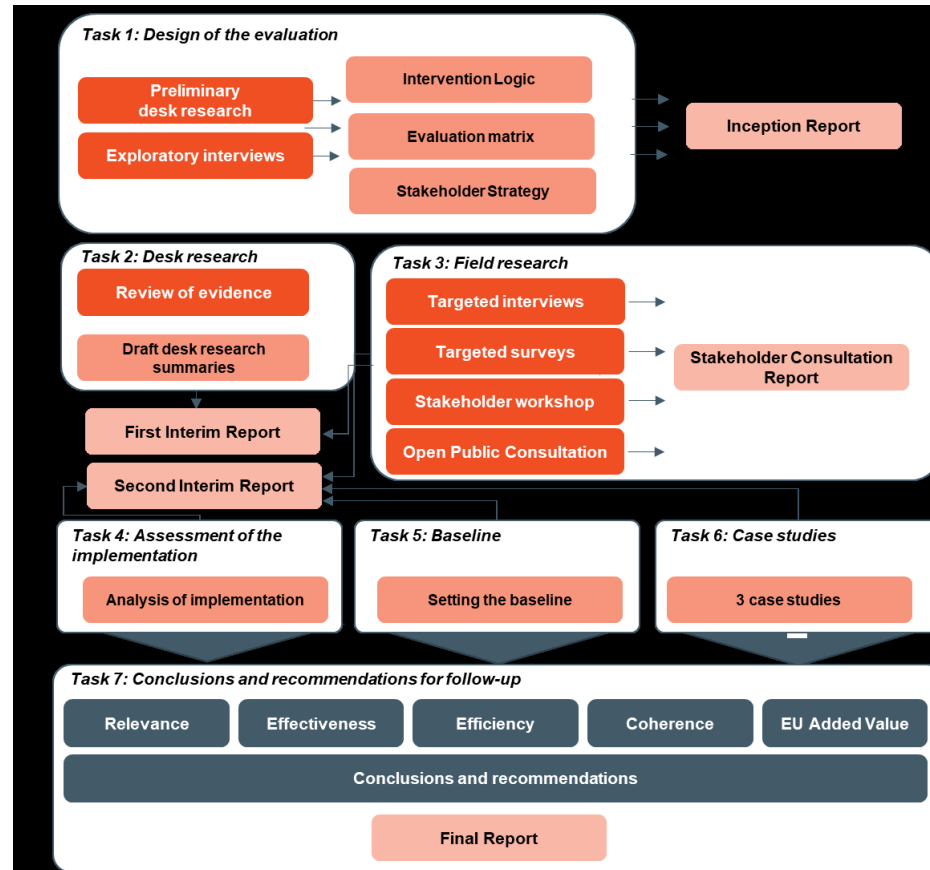 Task 1: Design of the evaluation
Preliminary
desk research
Exploratory interviews
Intervention Logic
Evaluation matrix
Stakeholder Strategy
Inception Report
Task 2: Desk research
Review of evidence
Draft desk research
summaries
First Interim Report
Second Interim Report
Task 3: Field research
Targeted interviews
Targeted surveys
Stakeholder workshop
Open Public Consultation
Stakeholder Consultation
Report
Task 4: Assessment of the
implementation
Analysis of implementation
Task 5: Baseline
Setting the baseline
Task 6: Case studies
3 case studies
Task 7: Conclusions and recommendations for follow-up
Relevance
Effectiveness
Efficiency
Coherence
EU Added Value
Conclusions and recommendations
Final Report